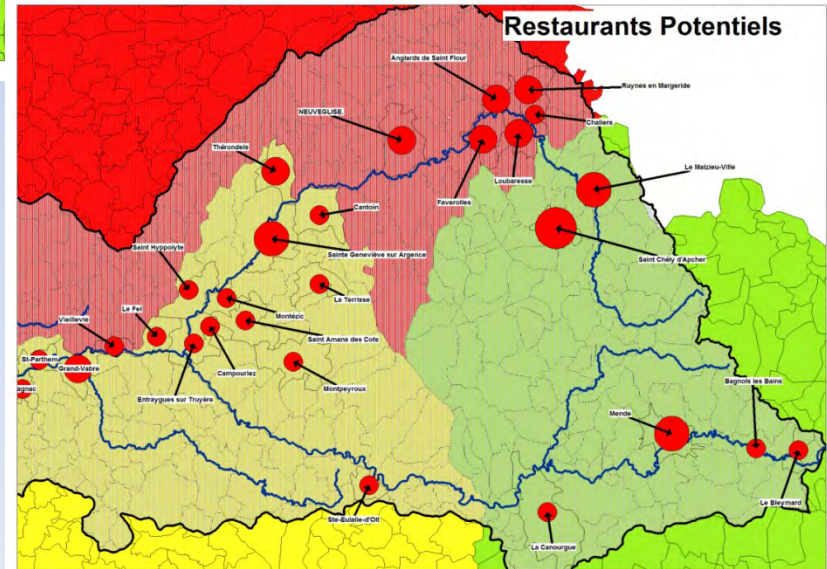 Restaurants Potentiels
Anglards de Saint Flour
Ruynes en Margeride
NEUVEGLISE.
Chaliers
Thérondels
Le Malzieu-Ville
Loubaresse
Faverolles
Cantoin
Saint Hyppolyte
Sainte Geneviève sur Argence
Saint Chély d'Apcher
La Terrisse
Le Fel
Vieillevie
Montézic
Saint Amans des Cots
St-Parthem
Grand-Vabre
Campouriez
Montpeyroux
Bagnols les Bains
agnac
Entraygues sur Truyère
Mende
Le Bleymard
Ste-Eulalie-d'Olt
La Canourgue